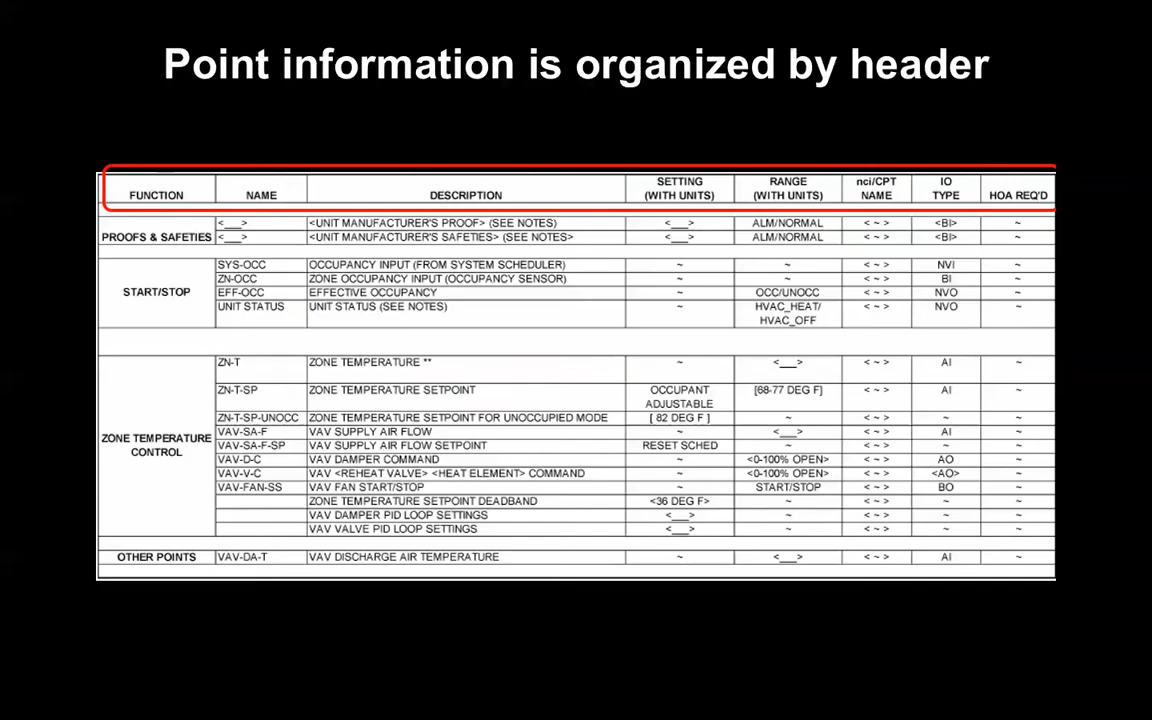 Point information is organized by header
FUNCTION NAME DESCRIPTION SETTING (WITH UNITS) RANGE (WITH UNITS) nci/CPT NAME IO TYPE HOA REQ'D
PROOFS & SAFETIES
<___> <UNIT MANUFACTURER'S PROOF> (SEE NOTES) <___> ALM/NORMAL < ~ > <BI> ~
<___> <UNIT MANUFACTURER'S SAFETIES> (SEE NOTES> <___> ALM/NORMAL < ~ > <BI> ~
START/STOP
SYS-OCC OCCUPANCY INPUT (FROM SYSTEM SCHEDULER) ~ ~ < ~ > NVI ~
ZN-OCC ZONE OCCUPANCY INPUT (OCCUPANCY SENSOR) ~ ~ < ~ > BI ~
EFF-OCC EFFECTIVE OCCUPANCY ~ OCC/UNOCC < ~ > NVO ~
UNIT STATUS UNIT STATUS (SEE NOTES) ~ HVAC_HEAT/ HVAC_OFF < ~ > NVO ~
ZONE TEMPERATURE CONTROL
ZN-T ZONE TEMPERATURE ** ~ <___> < ~ > AI ~
ZN-T-SP ZONE TEMPERATURE SETPOINT OCCUPANT ADJUSTABLE [68-77 DEG F] < ~ > AI ~
ZN-T-SP-UNOCC ZONE TEMPERATURE SETPOINT FOR UNOCCUPIED MODE [ 82 DEG F ] ~ < ~ > ~ ~
VAV-SA-F VAV SUPPLY AIR FLOW ~ <___> < ~ > AI ~
VAV-SA-F-SP VAV SUPPLY AIR FLOW SETPOINT RESET SCHED ~ < ~ > ~ ~
VAV-D-C VAV DAMPER COMMAND ~ <0-100% OPEN> < ~ > AO ~
VAV-V-C VAV <REHEAT VALVE> <HEAT ELEMENT> COMMAND ~ <0-100% OPEN> < ~ > <AO> ~
VAV-FAN-SS VAV FAN START/STOP ~ START/STOP < ~ > BO ~
ZONE TEMPERATURE SETPOINT DEADBAND <36 DEG F> ~ < ~ > ~ ~
VAV DAMPER PID LOOP SETTINGS <___> ~ < ~ > ~ ~
VAV VALVE PID LOOP SETTINGS <___> ~ < ~ > ~ ~
OTHER POINTS VAV-DA-T VAV DISCHARGE AIR TEMPERATURE ~ <___> < ~ > AI ~